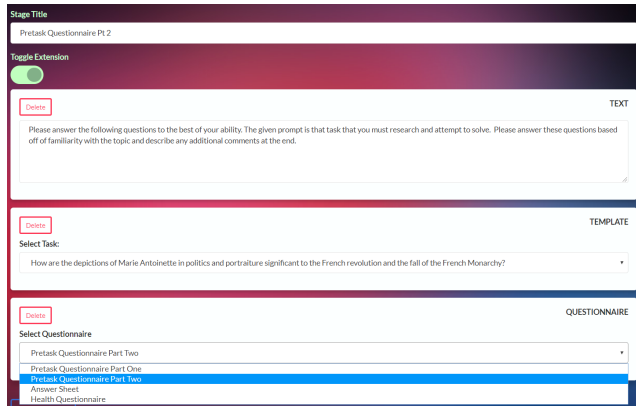 Stage Title
Pretask Questionnaire Pt 2
Toggle Extension
Delete
TEXT
Please answer the following questions to the best of your ability. The given prompt is that task that you must research and attempt to solve. Please answer these questions based
off of familiarity with the topic and describe any additional comments at the end.
Delete
TEMPLATE
Select Task:
How are the depictions of Marie Antoinette in politics and portraiture significant to the French revolution and the fall of the French Monarchy?
Delete
QUESTIONNAIRE
Select Questionnaire
Pretask Questionnaire Part Two
Pretask Questionnaire Part One
Pretask Questionnaire Part Two
Answer Sheet
Health Questionnaire